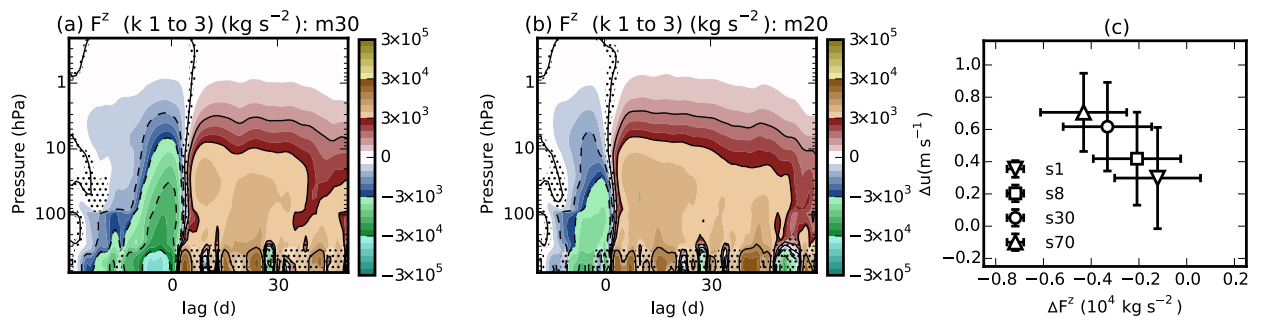 (a) F^z (k 1 to 3) (kg s^−2): m30
Pressure (hPa)
1
10
100
0
30
lag (d)
3×10^5
3×10^4
3×10^3
0
−3×10^3
−3×10^4
−3×10^5
(b) F^z (k 1 to 3) (kg s^−2): m20
Pressure (hPa)
1
10
100
0
30
lag (d)
3×10^5
3×10^4
3×10^3
0
−3×10^3
−3×10^4
−3×10^5
(c)
Δu(m s^−1)
1.0
0.8
0.6
0.4
0.2
0.0
−0.2
s1
s8
s30
s70
−0.8
−0.6
−0.4
−0.2
0.0
0.2
ΔF^z (10^4 kg s^−2)